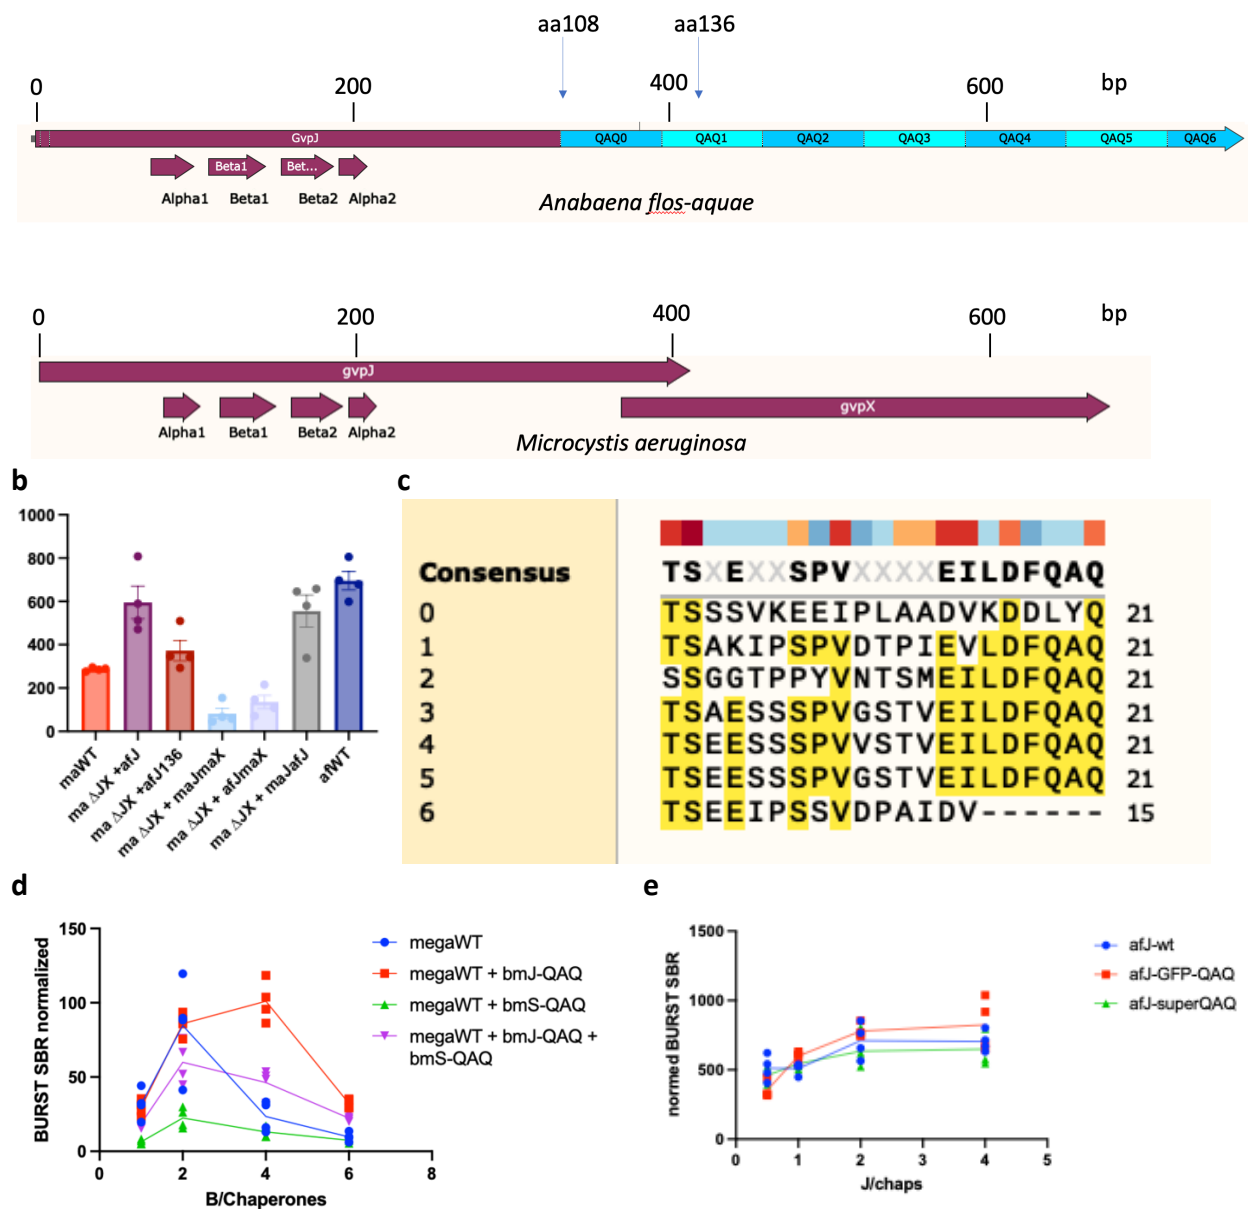 aa108 aa136
0 200 400 600 bp
GvpJ QAQ0 QAQ1 QAQ2 QAQ3 QAQ4 QAQ5 QAQ6
Beta1 Bet...
Alpha1 Beta1 Beta2 Alpha2
Anabaena flos-aquae
0 200 400 600 bp
gvpJ
gvpX
Alpha1 Beta1 Beta2 Alpha2
Microcystis aeruginosa
b
1000
800
600
400
200
0
maWT
ma ΔJX +afJ
ma ΔJX +afJ136
ma ΔJX + maJmaX
ma ΔJX + afJmaX
ma ΔJX + maJafJ
afWT
c
Consensus TSXEXXSPVXXXXEILDFQAQ
0 TSSSVKEEIPLAADVKDDLYQ 21
1 TSAKIPSPVDTPIEVLDFQAQ 21
2 SSGGTPPYVNTSMEILDFQAQ 21
3 TSAESSSPVGSTVEILDFQAQ 21
4 TSEESSSPVVSTVEILDFQAQ 21
5 TSEESSSPVGSTVEILDFQAQ 21
6 TSEEIPSSVDPAIDV------ 15
d
BURST SBR normalized
150
100
50
0
0 2 4 6 8
B/Chaperones
megaWT
megaWT + bmJ-QAQ
megaWT + bmS-QAQ
megaWT + bmJ-QAQ +
bmS-QAQ
e
normed BURST SBR
1500
1000
500
0
0 1 2 3 4 5
J/chaps
afJ-wt
afJ-GFP-QAQ
afJ-superQAQ